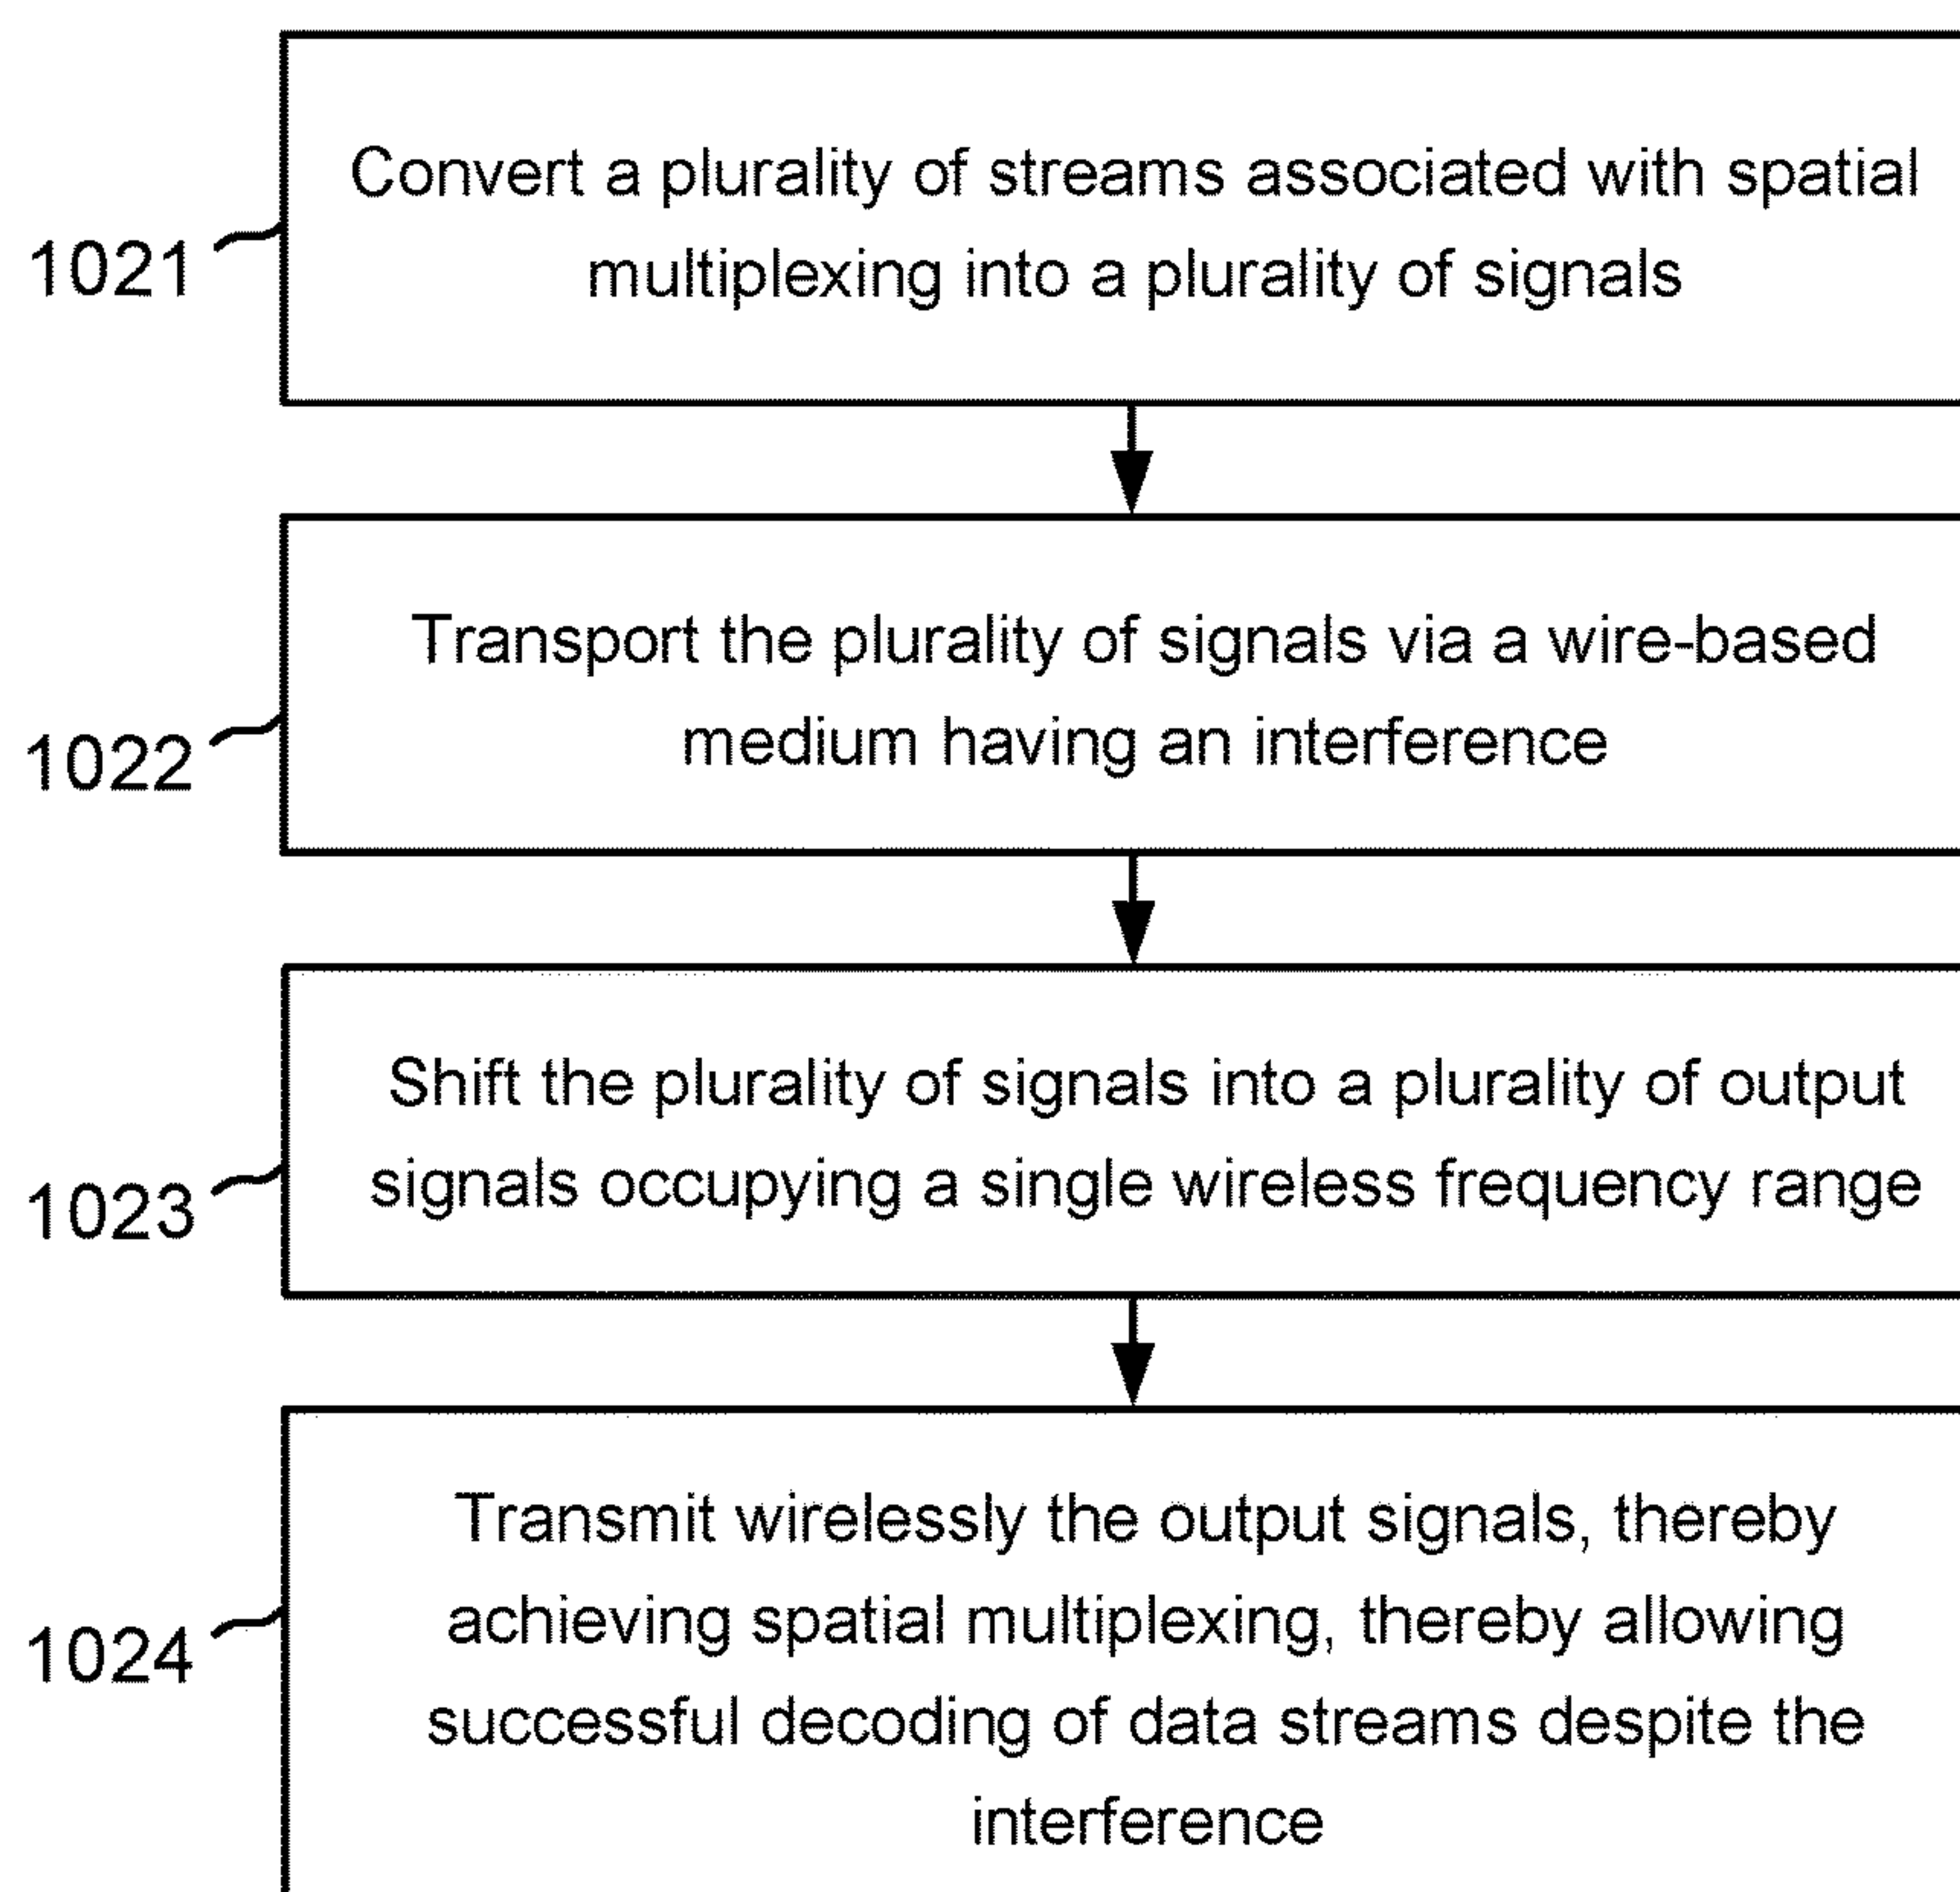 Convert a plurality of streams associated with spatial
multiplexing into a plurality of signals
1021
Transport the plurality of signals via a wire-based
medium having an interference
1022
Shift the plurality of signals into a plurality of output
signals occupying a single wireless frequency range
1023
Transmit wirelessly the output signals, thereby
achieving spatial multiplexing, thereby allowing
1024
successful decoding of data streams despite the
interference